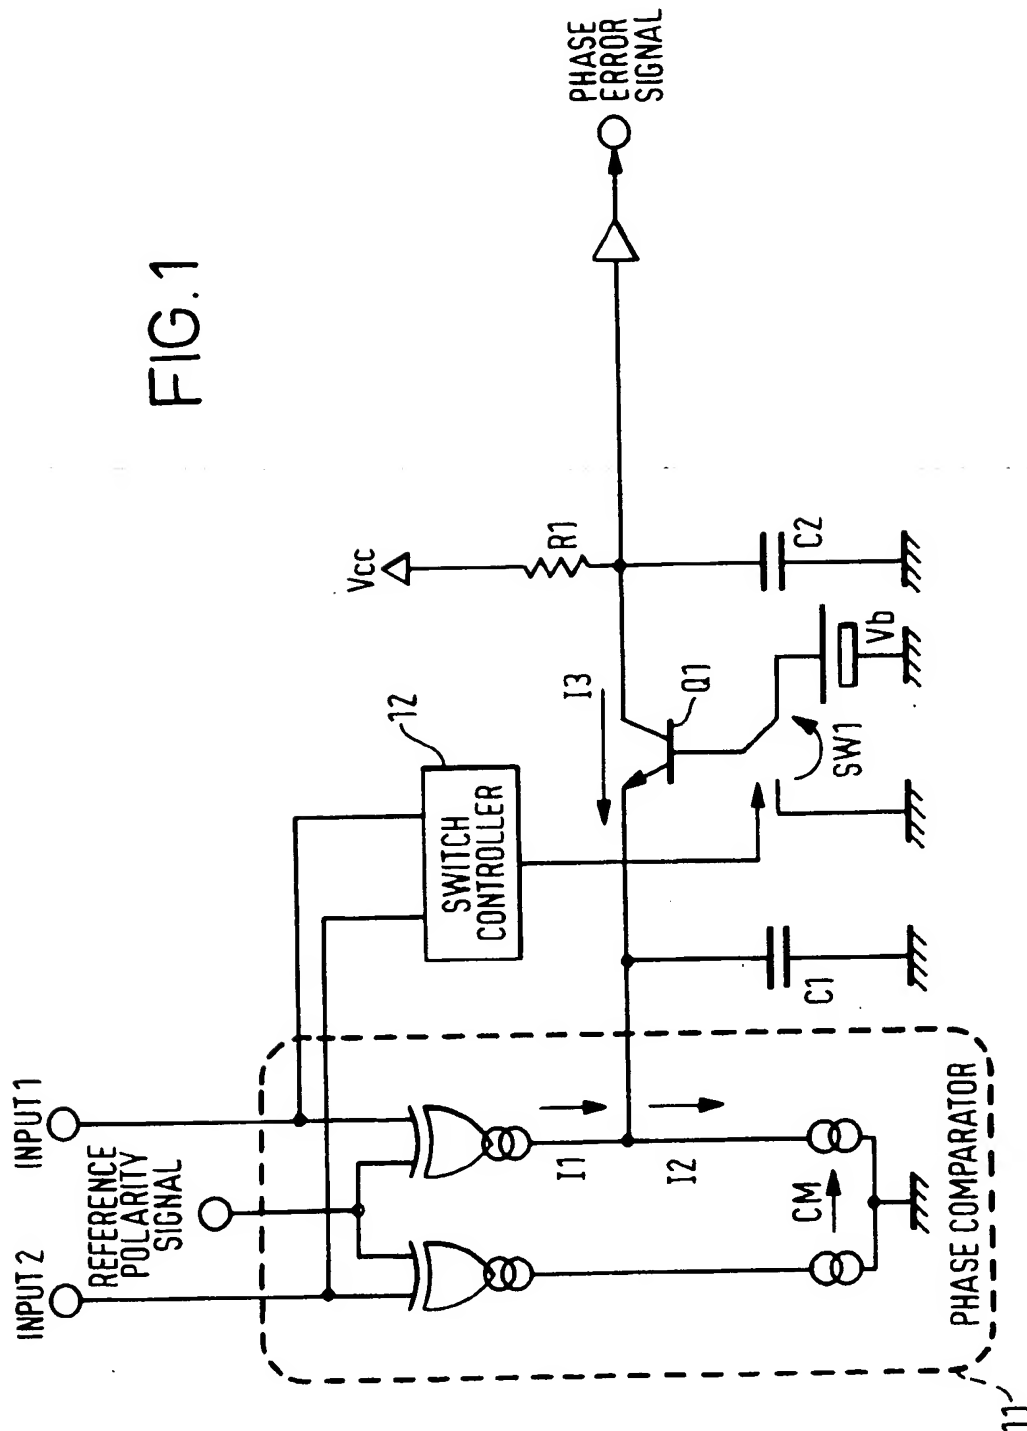 FIG. 1
INPUT 1
INPUT 2
REFERENCE
POLARITY
SIGNAL
SWITCH
CONTROLLER
12
Vcc
R1
PHASE
ERROR
SIGNAL
I3
Q1
I1
I2
CM
C1
SW1
Vb
C2
PHASE COMPARATOR
11